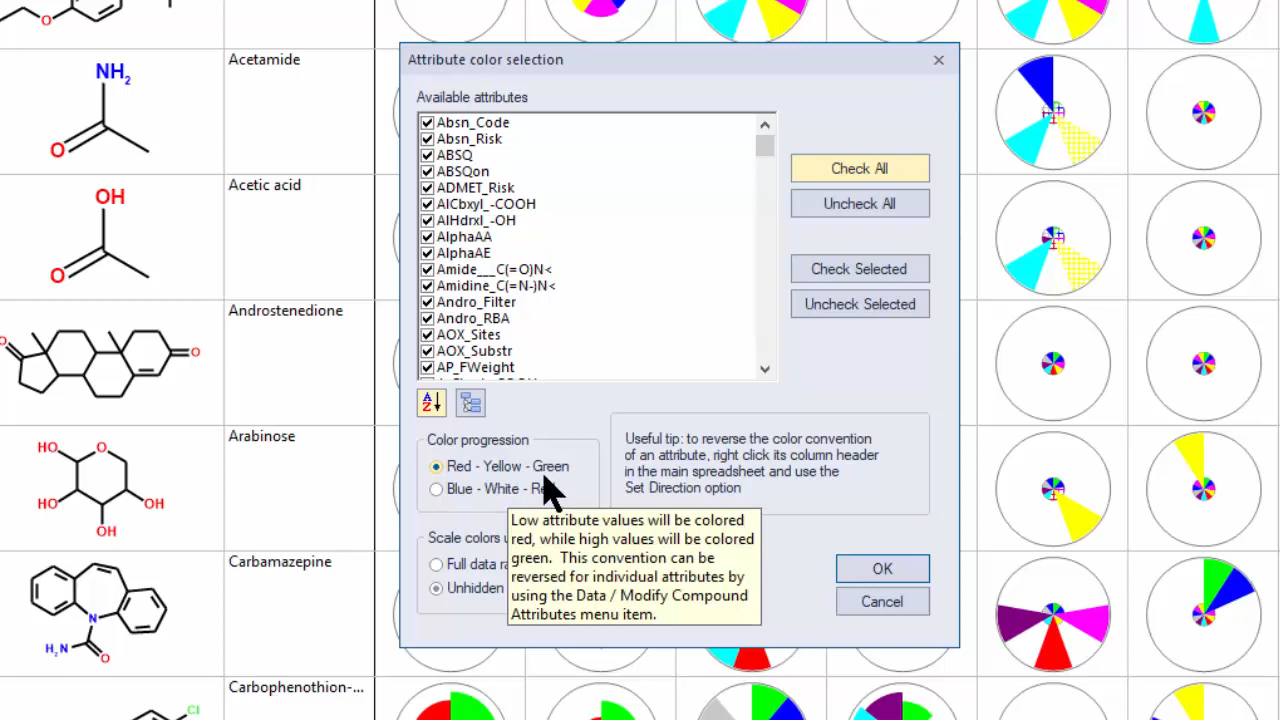 O
Acetamide
NH2
O
Acetic acid
OH
O
Androstenedione
O
O
Arabinose
HO
O
HO
OH
OH
Carbamazepine
N
H2N
O
Carbophenothion-...
Cl
Attribute color selection
Available attributes
Absn_Code
Absn_Risk
ABSQ
ABSQon
ADMET_Risk
AlCbxyl_-COOH
AlHdrxl_-OH
AlphaAA
AlphaAE
Amide___C(=O)N<
Amidine_C(=N-)N<
Andro_Filter
Andro_RBA
AOX_Sites
AOX_Substr
AP_FWeight
Check All
Uncheck All
Check Selected
Uncheck Selected
A
Z
Color progression
Red - Yellow - Green
Blue - White - Re
Useful tip: to reverse the color convention
of an attribute, right click its column header
in the main spreadsheet and use the
Set Direction option
Scale colors u
Full data ra
Unhidden
Low attribute values will be colored
red, while high values will be colored
green. This convention can be
reversed for individual attributes by
using the Data / Modify Compound
Attributes menu item.
OK
Cancel